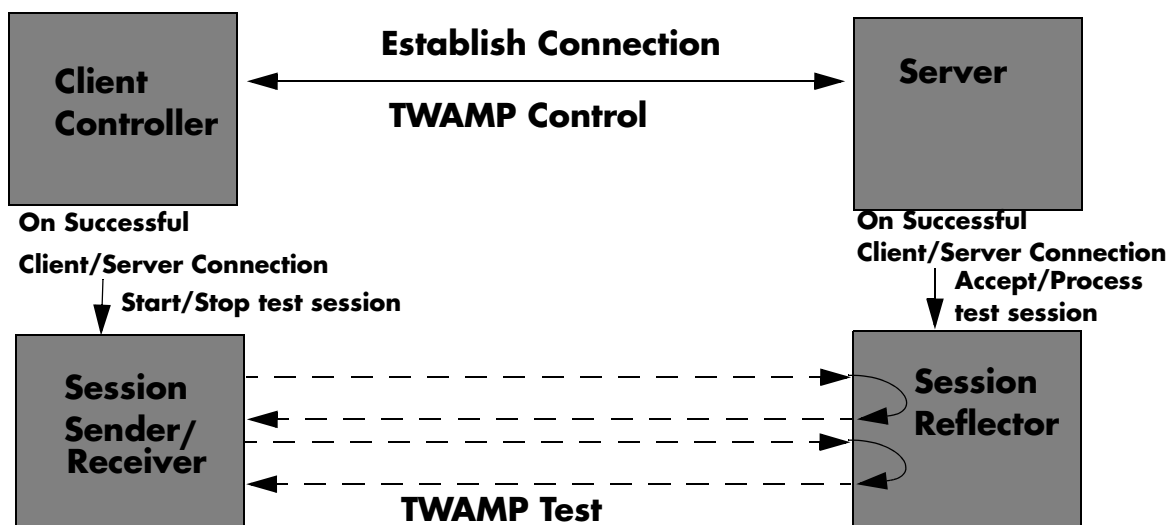 Establish Connection
Client
Controller
Server
TWAMP Control
On Successful
Client/Server Connection
Start/Stop test session
On Successful
Client/Server Connection
Accept/Process
test session
Session
Sender/
Receiver
Session
Reflector
TWAMP Test